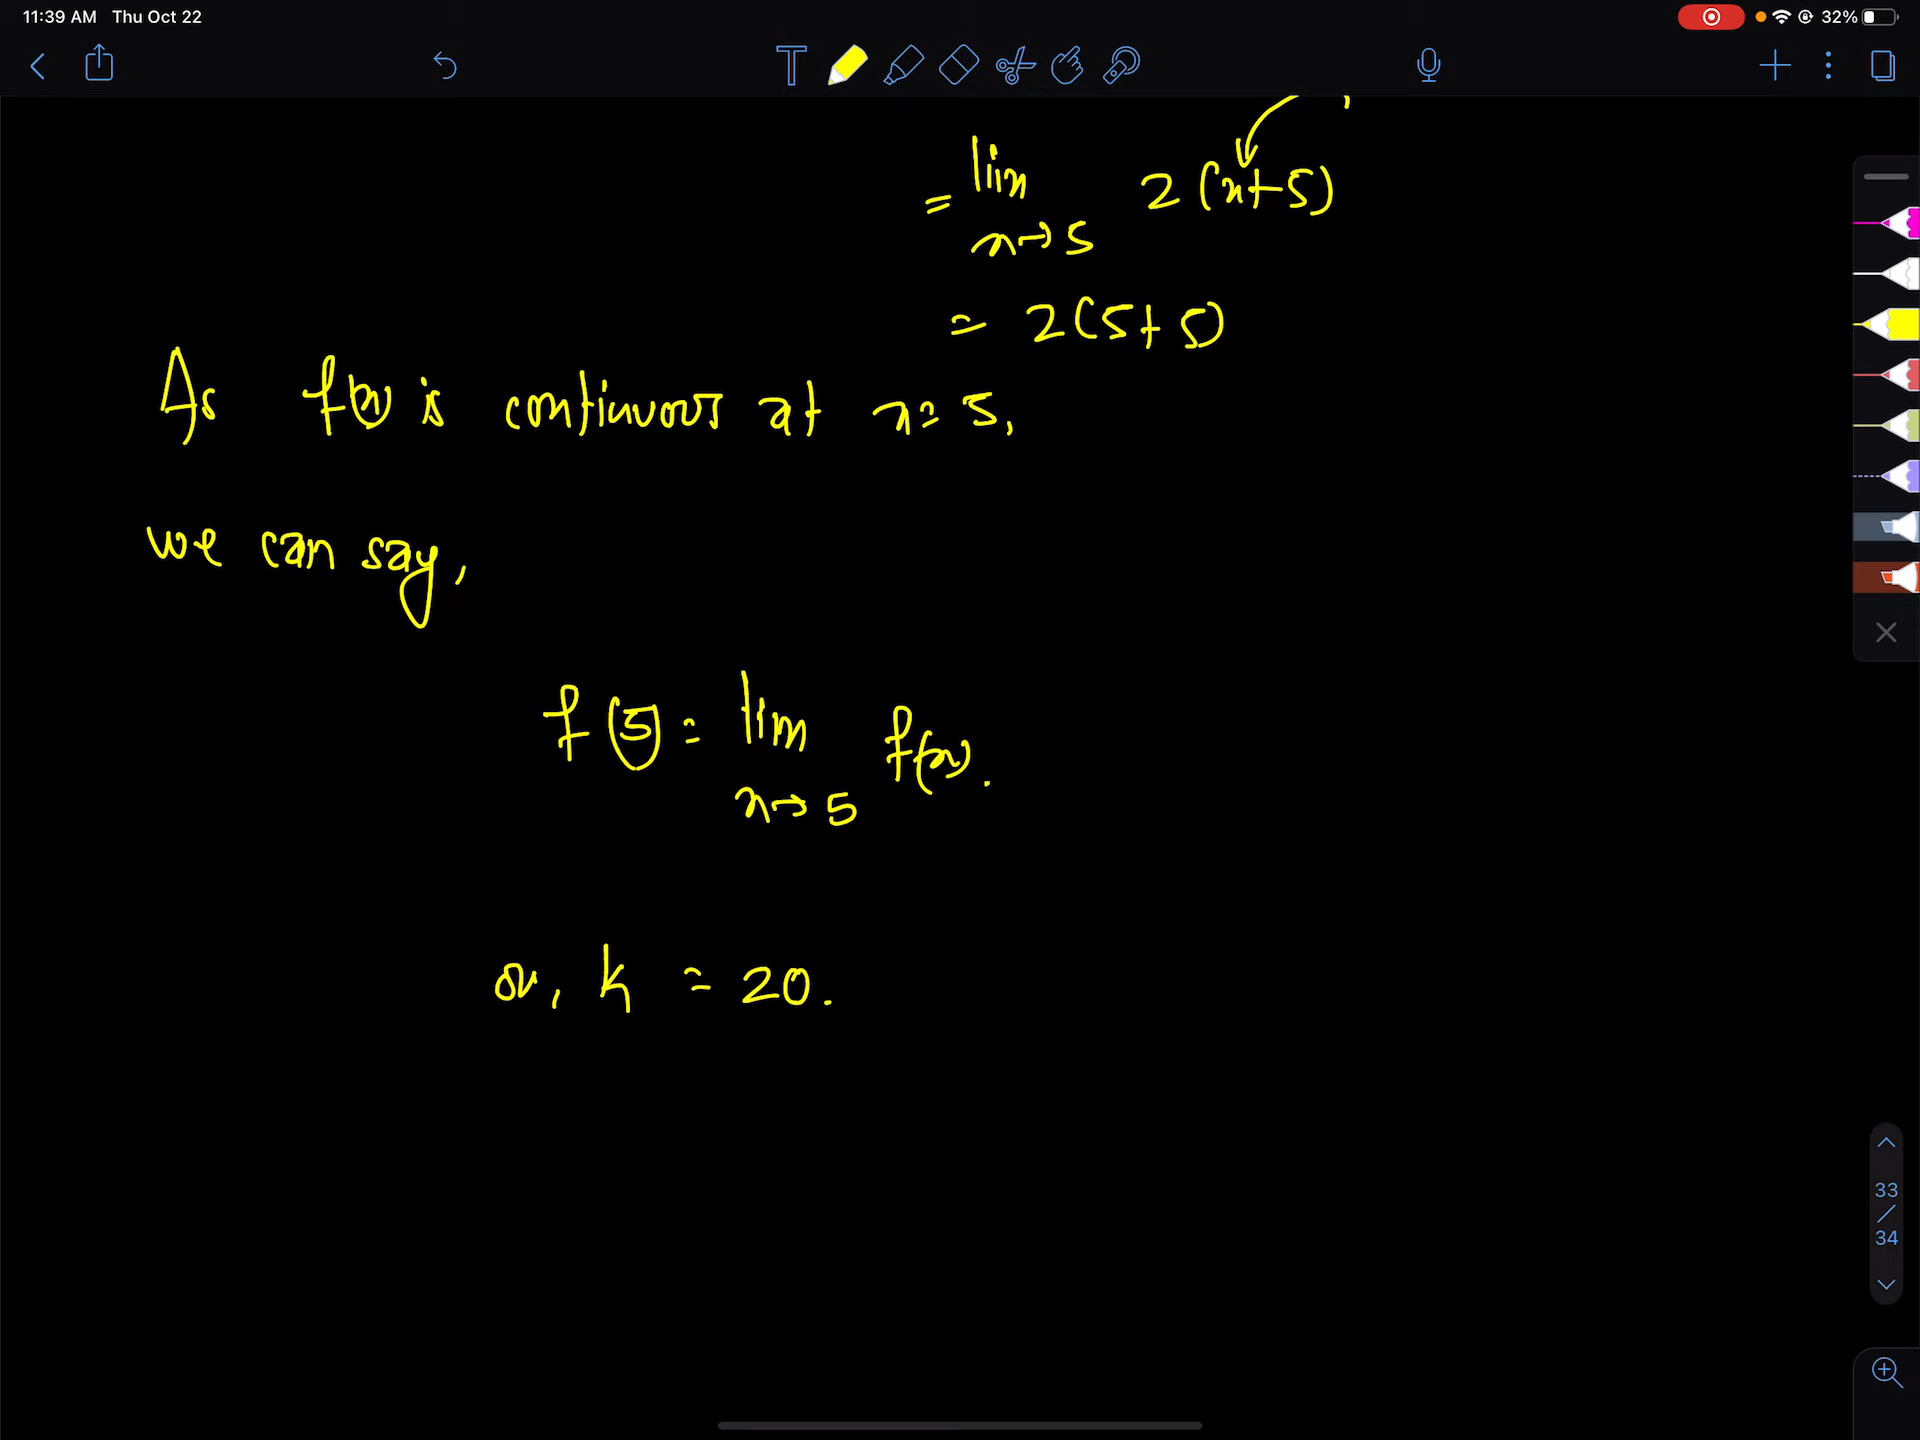 11:39 AM Thu Oct 22
32%
= lim 2 (x+5)
x→5
= 2(5+5)
As f(x) is continuous at x = 5,
we can say,
f(5) = lim f(x).
x→5
or, k = 20.
33
/
34